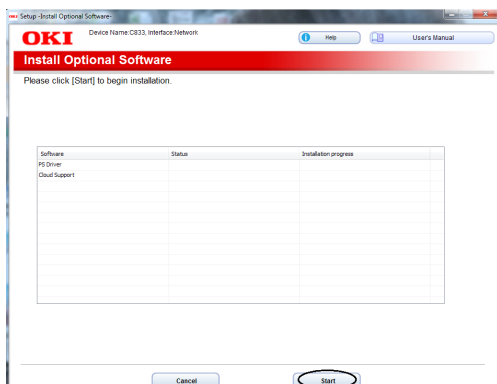 OKI Setup -Install Optional Software-
OKI
Device Name:C833, Interface:Network
i Help
User's Manual
Install Optional Software
Please click [Start] to begin installation.
Software Status Installation progress
PS Driver
Cloud Support
Cancel Start